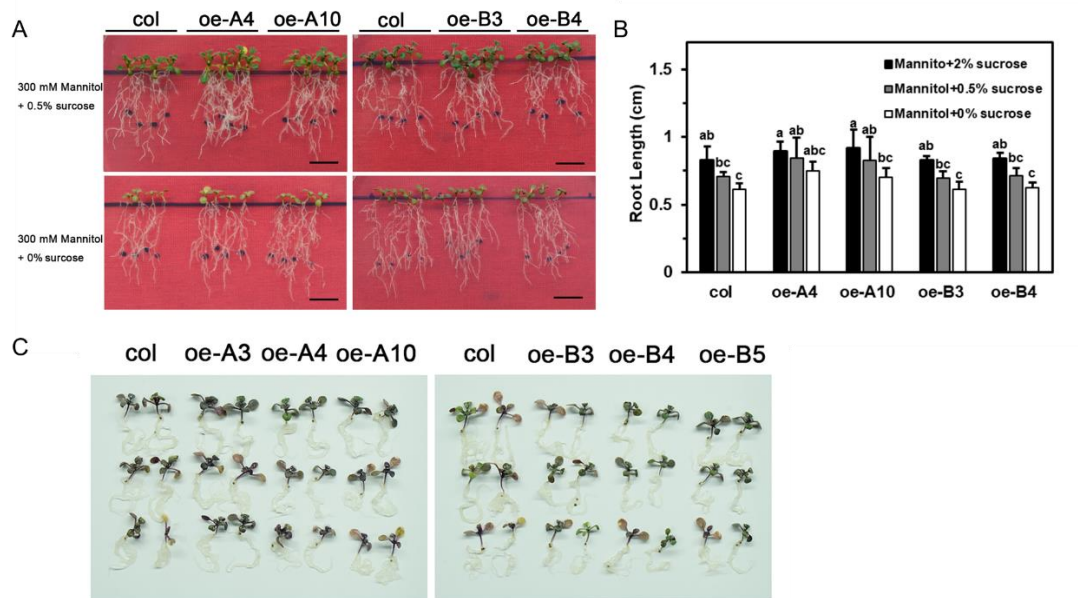 A
col oe-A4 oe-A10 col oe-B3 oe-B4
300 mM Mannitol
+ 0.5% surcose
300 mM Mannitol
+ 0% surcose
B
Root Length (cm)
1.5
1
0.5
0
Mannito+2% sucrose
Mannitol+0.5% sucrose
Mannitol+0% sucrose
ab bc c a ab abc a ab bc ab bc c ab bc c
col oe-A4 oe-A10 oe-B3 oe-B4
C
col oe-A3 oe-A4 oe-A10 col oe-B3 oe-B4 oe-B5